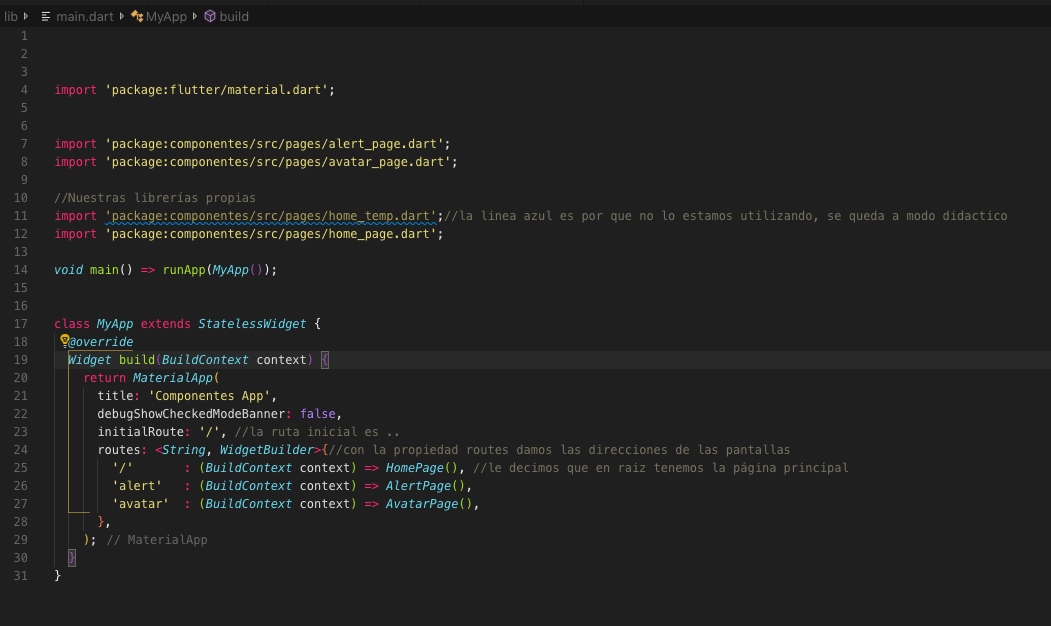 lib main.dart MyApp build
1
2
3
4 import 'package:flutter/material.dart';
5
6
7 import 'package:componentes/src/pages/alert_page.dart';
8 import 'package:componentes/src/pages/avatar_page.dart';
9
10 //Nuestras librerías propias
11 import 'package:componentes/src/pages/home_temp.dart';//la linea azul es por que no lo estamos utilizando, se queda a modo didactico
12 import 'package:componentes/src/pages/home_page.dart';
13
14 void main() => runApp(MyApp());
15
16
17 class MyApp extends StatelessWidget {
18 @override
19 Widget build(BuildContext context) {
20 return MaterialApp(
21 title: 'Componentes App',
22 debugShowCheckedModeBanner: false,
23 initialRoute: '/', //la ruta inicial es ..
24 routes: <String, WidgetBuilder>{//con la propiedad routes damos las direcciones de las pantallas
25 '/' : (BuildContext context) => HomePage(), //le decimos que en raiz tenemos la página principal
26 'alert' : (BuildContext context) => AlertPage(),
27 'avatar' : (BuildContext context) => AvatarPage(),
28 },
29 ); // MaterialApp
30 }
31 }